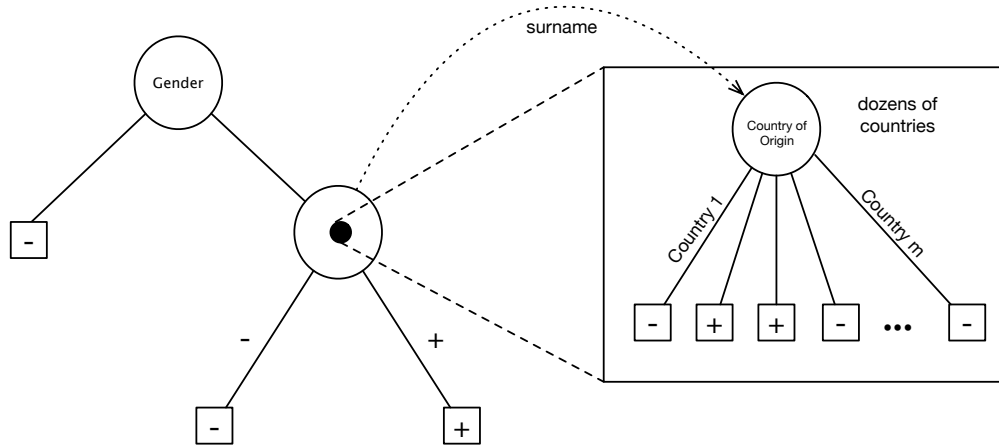 surname
Gender
dozens of
countries
Country of
Origin
Country 1
Country m
-
-
+
-
+
-
+
+
-
...
-